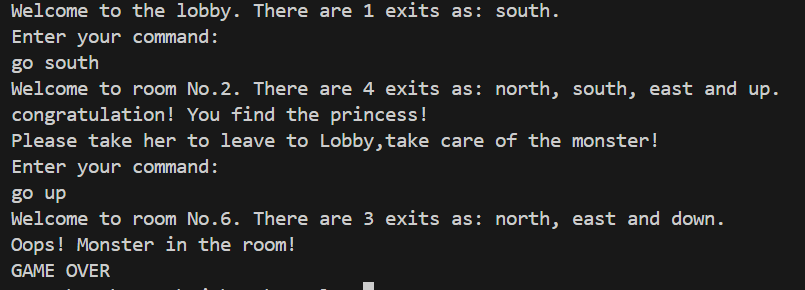 Welcome to the lobby. There are 1 exits as: south.
Enter your command:
go south
Welcome to room No.2. There are 4 exits as: north, south, east and up.
congratulation! You find the princess!
Please take her to leave to Lobby,take care of the monster!
Enter your command:
go up
Welcome to room No.6. There are 3 exits as: north, east and down.
Oops! Monster in the room!
GAME OVER